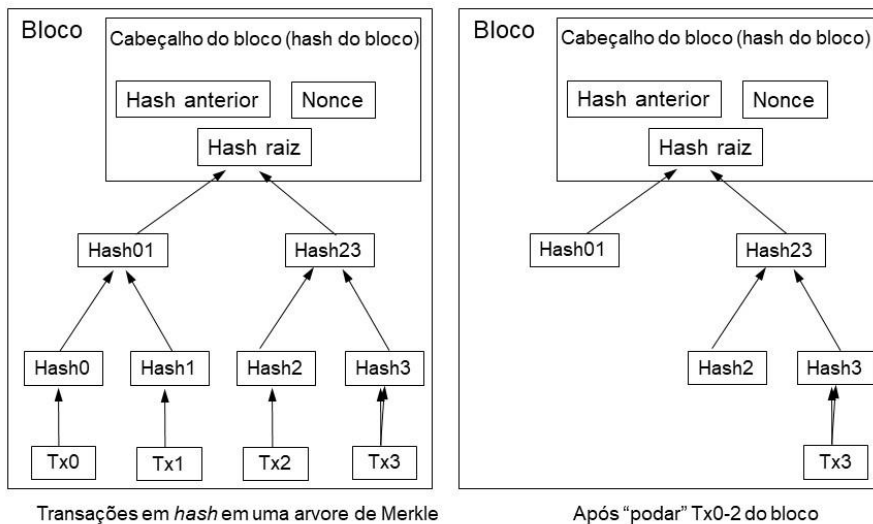 Bloco
Cabeçalho do bloco (hash do bloco)
Hash anterior
Nonce
Hash raiz
Hash01
Hash23
Hash0
Hash1
Hash2
Hash3
Tx0
Tx1
Tx2
Tx3
Transações em hash em uma arvore de Merkle
Bloco
Cabeçalho do bloco (hash do bloco)
Hash anterior
Nonce
Hash raiz
Hash01
Hash23
Hash2
Hash3
Tx3
Após “podar” Tx0-2 do bloco